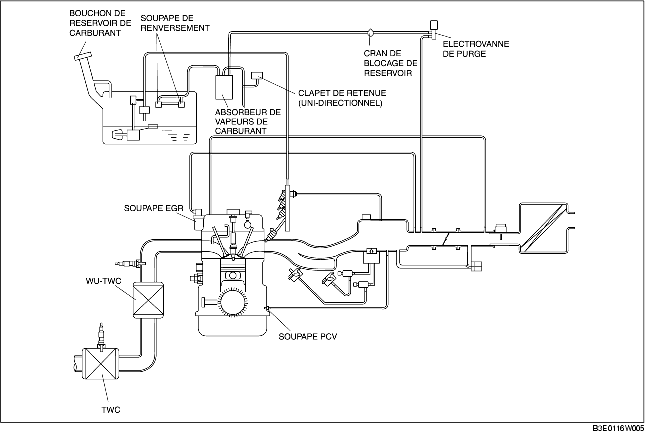 BOUCHON DE
RESERVOIR DE
CARBURANT
SOUPAPE DE
RENVERSEMENT
CRAN DE
BLOCAGE DE
RESERVOIR
ELECTROVANNE
DE PURGE
CLAPET DE RETENUE
(UNI-DIRECTIONNEL)
ABSORBEUR DE
VAPEURS DE
CARBURANT
SOUPAPE EGR
WU-TWC
SOUPAPE PCV
TWC
B3E0116W005